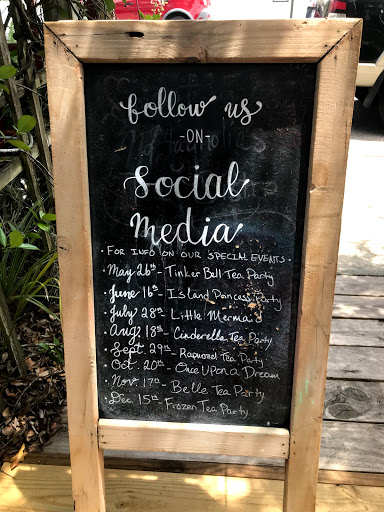 follow us
-ON-
Social
Media
• FOR INFO ON OUR SPECIAL EVENTS •
• May 26th - Tinker Bell Tea Party
• June 16th - Island Princess Party
• July 28th - Little Mermaid
• Aug 18th - Cinderella Tea Party
• Sept. 29th - Rapunzel Tea Party
• Oct. 20th - Once Upon a Dream
• Nov. 17th - Belle Tea Party
• Dec. 15th - Frozen Tea Party